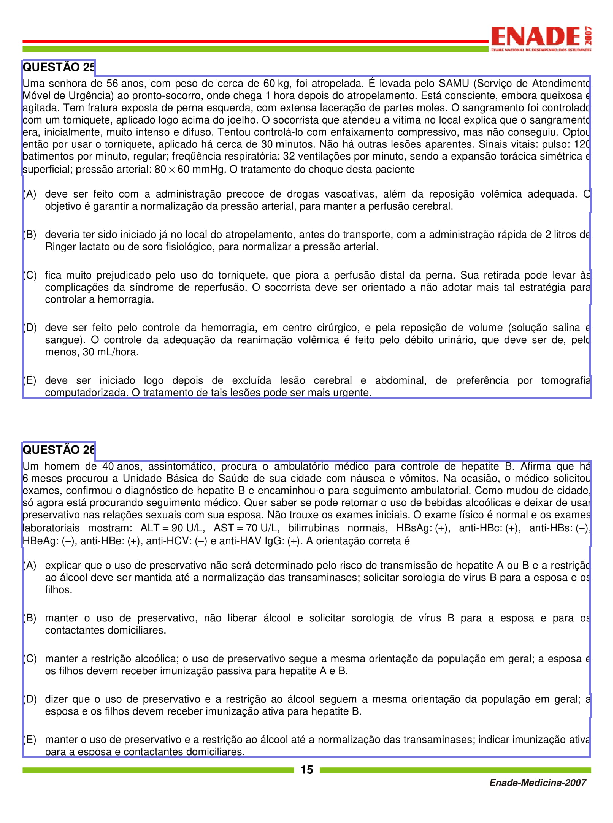 ENADE 2007
EXAME NACIONAL DE DESEMPENHO DOS ESTUDANTES
QUESTÃO 25
Uma senhora de 56 anos, com peso de cerca de 60 kg, foi atropelada. É levada pelo SAMU (Serviço de Atendimento
Móvel de Urgência) ao pronto-socorro, onde chega 1 hora depois do atropelamento. Está consciente, embora queixosa e
agitada. Tem fratura exposta de perna esquerda, com extensa laceração de partes moles. O sangramento foi controlado
com um torniquete, aplicado logo acima do joelho. O socorrista que atendeu a vítima no local explica que o sangramento
era, inicialmente, muito intenso e difuso. Tentou controlá-lo com enfaixamento compressivo, mas não conseguiu. Optou
então por usar o torniquete, aplicado há cerca de 30 minutos. Não há outras lesões aparentes. Sinais vitais: pulso: 120
batimentos por minuto, regular; freqüência respiratória: 32 ventilações por minuto, sendo a expansão torácica simétrica e
superficial; pressão arterial: 80 × 60 mmHg. O tratamento do choque desta paciente
(A) deve ser feito com a administração precoce de drogas vasoativas, além da reposição volêmica adequada. O
objetivo é garantir a normalização da pressão arterial, para manter a perfusão cerebral.
(B) deveria ter sido iniciado já no local do atropelamento, antes do transporte, com a administração rápida de 2 litros de
Ringer lactato ou de soro fisiológico, para normalizar a pressão arterial.
(C) fica muito prejudicado pelo uso do torniquete, que piora a perfusão distal da perna. Sua retirada pode levar às
complicações da síndrome de reperfusão. O socorrista deve ser orientado a não adotar mais tal estratégia para
controlar a hemorragia.
(D) deve ser feito pelo controle da hemorragia, em centro cirúrgico, e pela reposição de volume (solução salina e
sangue). O controle da adequação da reanimação volêmica é feito pelo débito urinário, que deve ser de, pelo
menos, 30 mL/hora.
(E) deve ser iniciado logo depois de excluída lesão cerebral e abdominal, de preferência por tomografia
computadorizada. O tratamento de tais lesões pode ser mais urgente.
QUESTÃO 26
Um homem de 40 anos, assintomático, procura o ambulatório médico para controle de hepatite B. Afirma que há
6 meses procurou a Unidade Básica de Saúde de sua cidade com náusea e vômitos. Na ocasião, o médico solicitou
exames, confirmou o diagnóstico de hepatite B e encaminhou-o para seguimento ambulatorial. Como mudou de cidade,
só agora está procurando seguimento médico. Quer saber se pode retomar o uso de bebidas alcoólicas e deixar de usar
preservativo nas relações sexuais com sua esposa. Não trouxe os exames iniciais. O exame físico é normal e os exames
laboratoriais mostram: ALT = 90 U/L, AST = 70 U/L, bilirrubinas normais, HBsAg: (+), anti-HBc: (+), anti-HBs: (–),
HBeAg: (–), anti-HBe: (+), anti-HCV: (–) e anti-HAV IgG: (+). A orientação correta é
(A) explicar que o uso de preservativo não será determinado pelo risco de transmissão de hepatite A ou B e a restrição
ao álcool deve ser mantida até a normalização das transaminases; solicitar sorologia de vírus B para a esposa e os
filhos.
(B) manter o uso de preservativo, não liberar álcool e solicitar sorologia de vírus B para a esposa e para os
contactantes domiciliares.
(C) manter a restrição alcoólica; o uso de preservativo segue a mesma orientação da população em geral; a esposa e
os filhos devem receber imunização passiva para hepatite A e B.
(D) dizer que o uso de preservativo e a restrição ao álcool seguem a mesma orientação da população em geral; a
esposa e os filhos devem receber imunização ativa para hepatite B.
(E) manter o uso de preservativo e a restrição ao álcool até a normalização das transaminases; indicar imunização ativa
para a esposa e contactantes domiciliares.
15
Enade-Medicina-2007